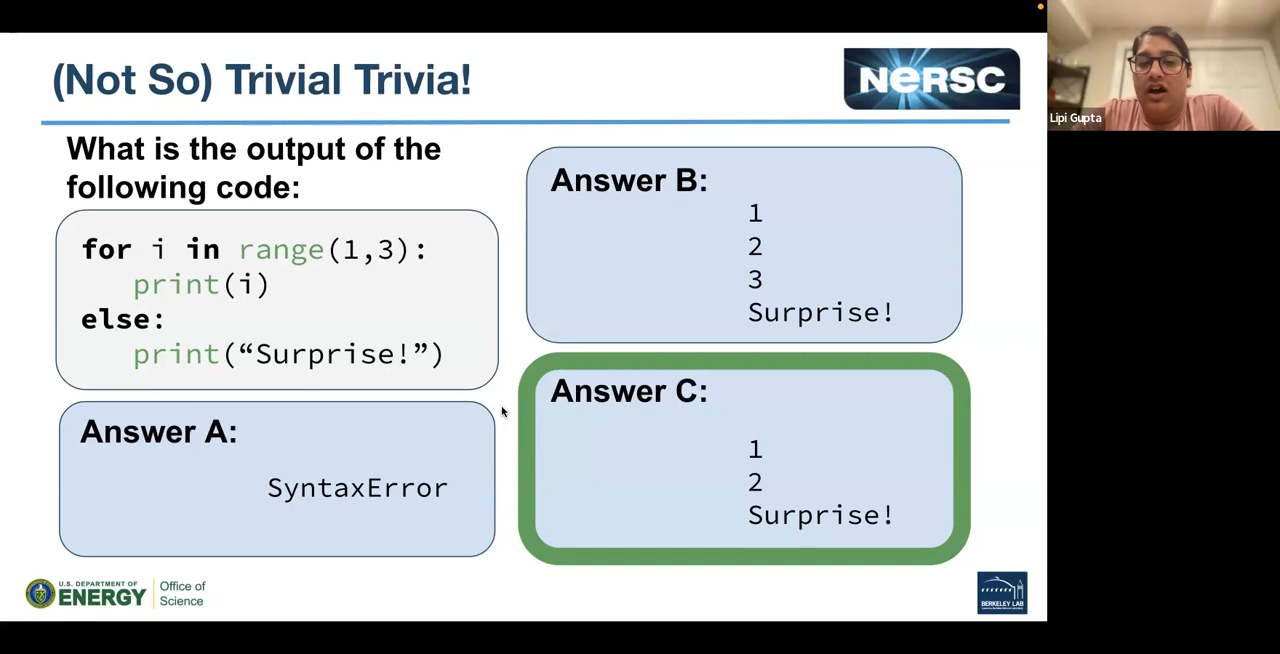 (Not So) Trivial Trivia!
NERSC
Lipi Gupta
What is the output of the
following code:
for i in range(1,3):
print(i)
else:
print(“Surprise!”)
Answer A:
SyntaxError
Answer B:
1
2
3
Surprise!
Answer C:
1
2
Surprise!
U.S. DEPARTMENT OF
ENERGY
Office of
Science
BERKELEY LAB